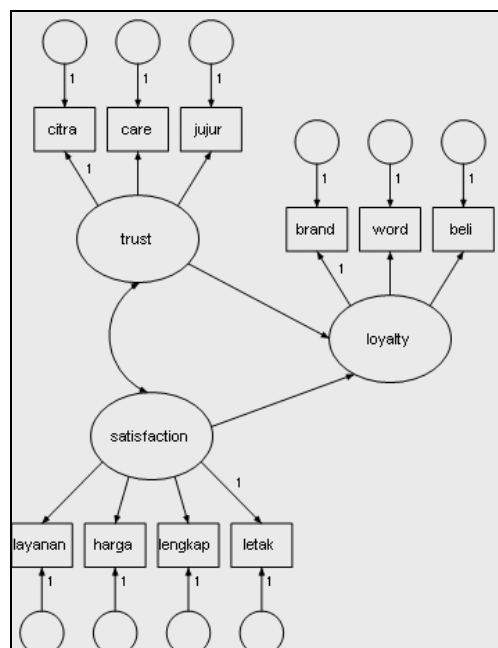 1 1 1
citra care jujur
1
1 1 1
trust
brand word beli
1
loyalty
satisfaction
1
layanan harga lengkap letak
1 1 1 1